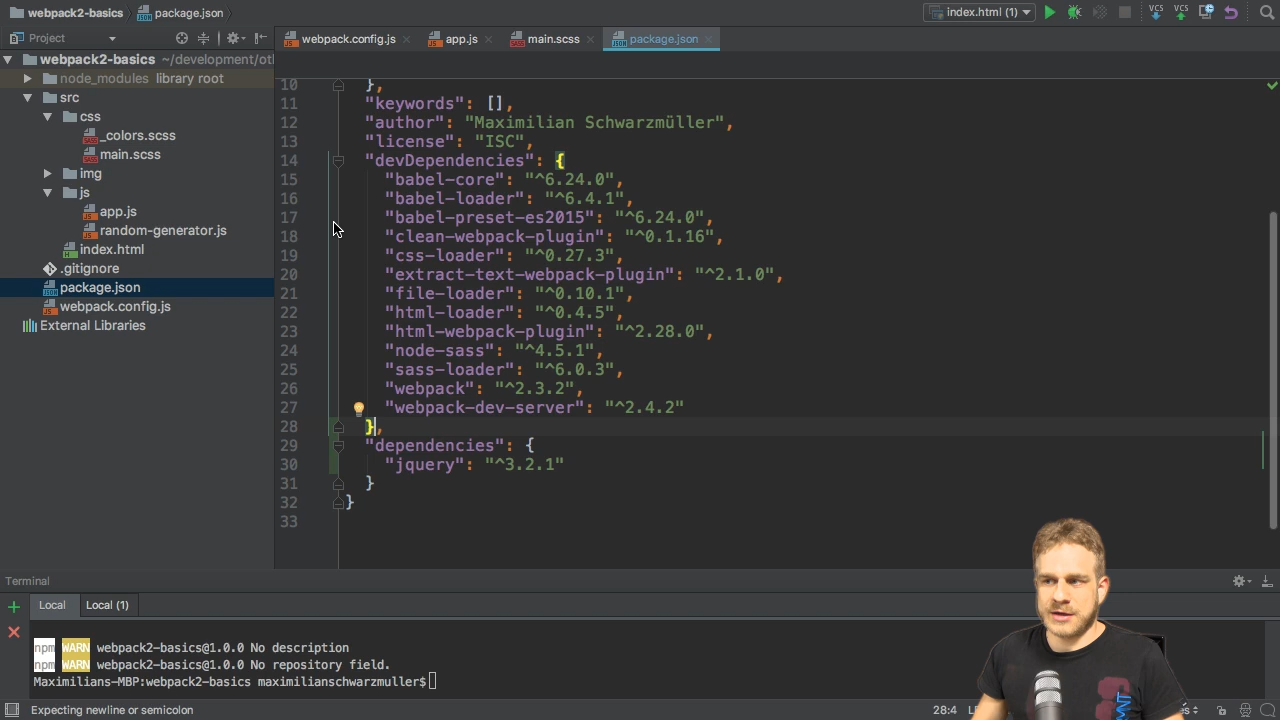 webpack2-basics
package.json
index.html (1)
VCS
VCS
Project
webpack.config.js
app.js
main.scss
package.json
webpack2-basics ~/development/ot
node_modules library root
src
css
_colors.scss
main.scss
img
js
app.js
random-generator.js
index.html
.gitignore
package.json
webpack.config.js
External Libraries
10 },
11 "keywords": [],
12 "author": "Maximilian Schwarzmüller",
13 "license": "ISC",
14 "devDependencies": {
15 "babel-core": "^6.24.0",
16 "babel-loader": "^6.4.1",
17 "babel-preset-es2015": "^6.24.0",
18 "clean-webpack-plugin": "^0.1.16",
19 "css-loader": "^0.27.3",
20 "extract-text-webpack-plugin": "^2.1.0",
21 "file-loader": "^0.10.1",
22 "html-loader": "^0.4.5",
23 "html-webpack-plugin": "^2.28.0",
24 "node-sass": "^4.5.1",
25 "sass-loader": "^6.0.3",
26 "webpack": "^2.3.2",
27 "webpack-dev-server": "^2.4.2"
28 },
29 "dependencies": {
30 "jquery": "^3.2.1"
31 }
32 }
33
Terminal
Local
Local (1)
npm WARN webpack2-basics@1.0.0 No description
npm WARN webpack2-basics@1.0.0 No repository field.
Maximilians-MBP:webpack2-basics maximilianschwarzmuller$
Expecting newline or semicolon
28:4